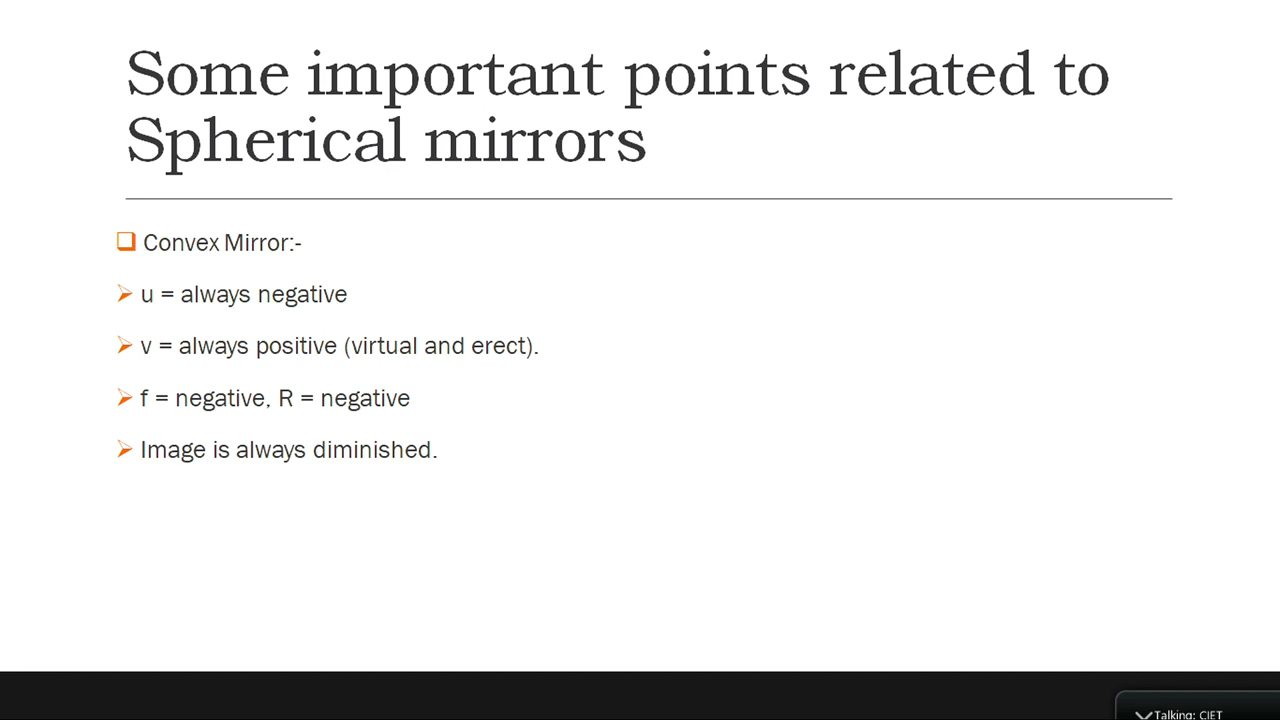 Some important points related to
Spherical mirrors
Convex Mirror:-
u = always negative
v = always positive (virtual and erect).
f = negative, R = negative
Image is always diminished.
Talking: CIET